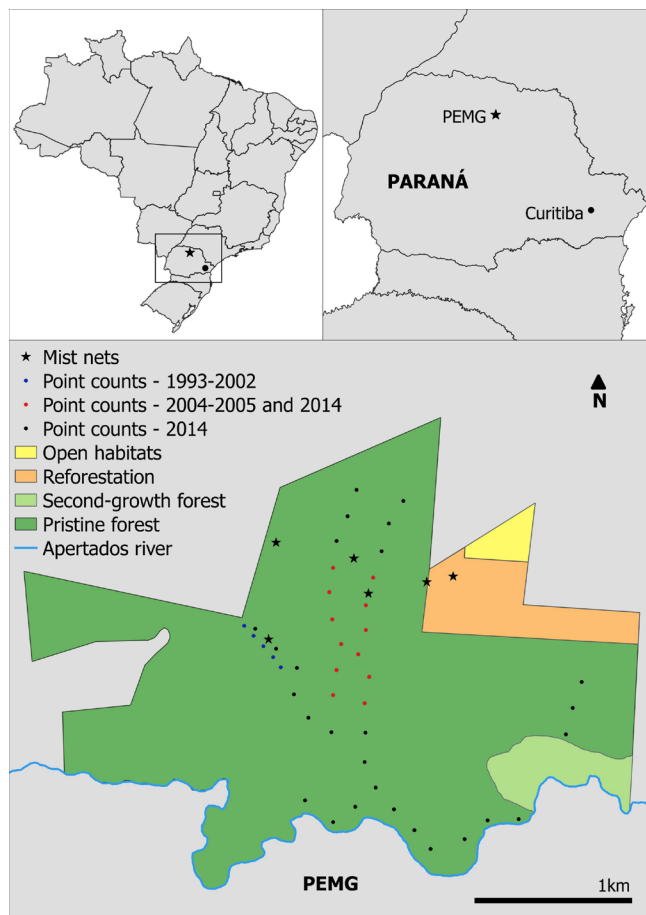 PEMG
PARANÁ
Curitiba
Mist nets
Point counts - 1993-2002
Point counts - 2004-2005 and 2014
Point counts - 2014
Open habitats
Reforestation
Second-growth forest
Pristine forest
Apertados river
N
PEMG
1km